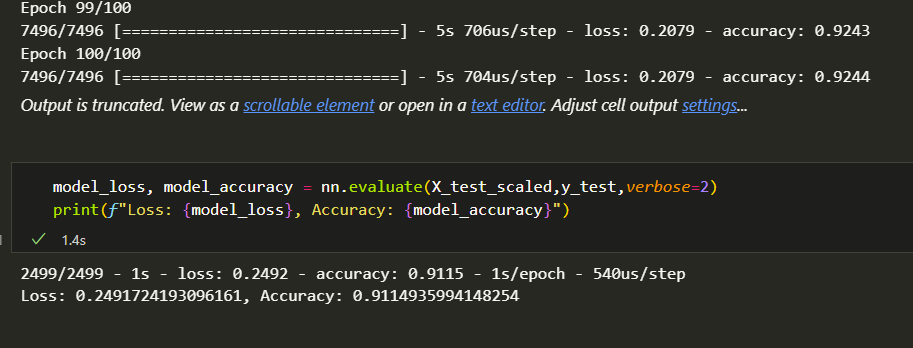 Epoch 99/100
7496/7496 [==============================] - 5s 706us/step - loss: 0.2079 - accuracy: 0.9243
Epoch 100/100
7496/7496 [==============================] - 5s 704us/step - loss: 0.2079 - accuracy: 0.9244
Output is truncated. View as a scrollable element or open in a text editor. Adjust cell output settings...
model_loss, model_accuracy = nn.evaluate(X_test_scaled,y_test,verbose=2)
print(f"Loss: {model_loss}, Accuracy: {model_accuracy}")
1.4s
2499/2499 - 1s - loss: 0.2492 - accuracy: 0.9115 - 1s/epoch - 540us/step
Loss: 0.2491724193096161, Accuracy: 0.9114935994148254